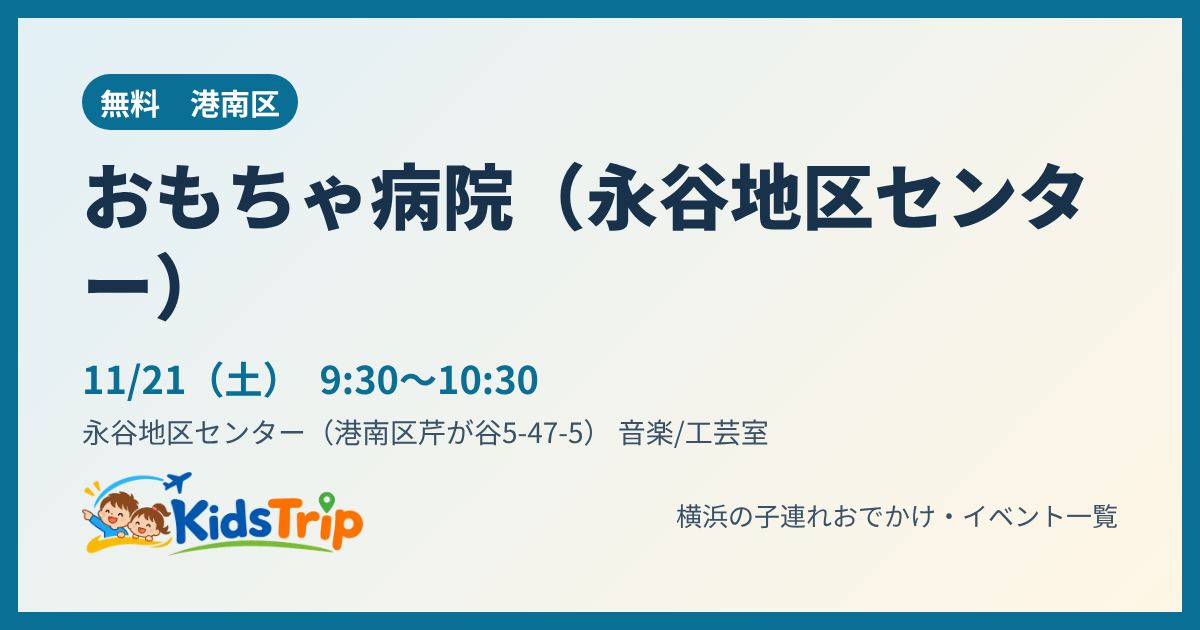 無料　港南区
おもちゃ病院（永谷地区センタ
ー）
11/21（土）　9:30〜10:30
永谷地区センター（港南区芹が谷5-47-5） 音楽/工芸室
KidsTrip
横浜の子連れおでかけ・イベント一覧